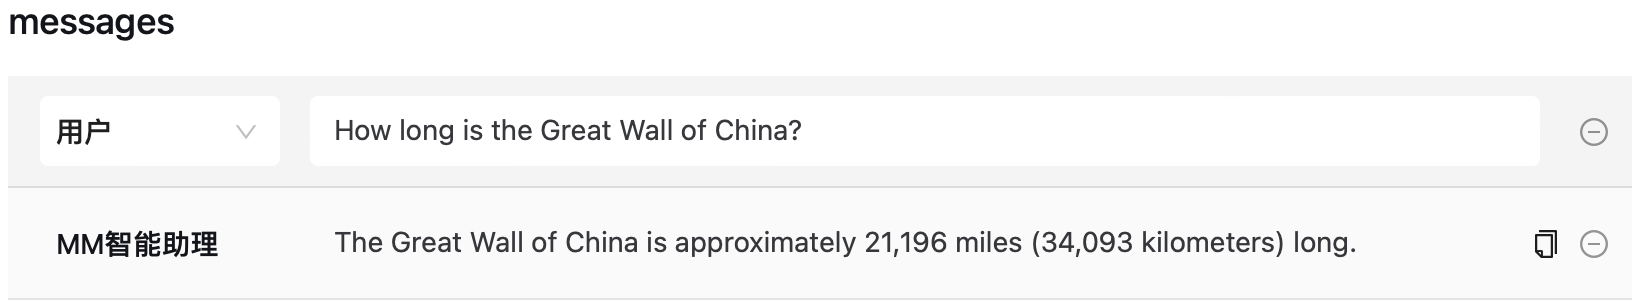 messages
用户 How long is the Great Wall of China?
MM智能助理 The Great Wall of China is approximately 21,196 miles (34,093 kilometers) long.